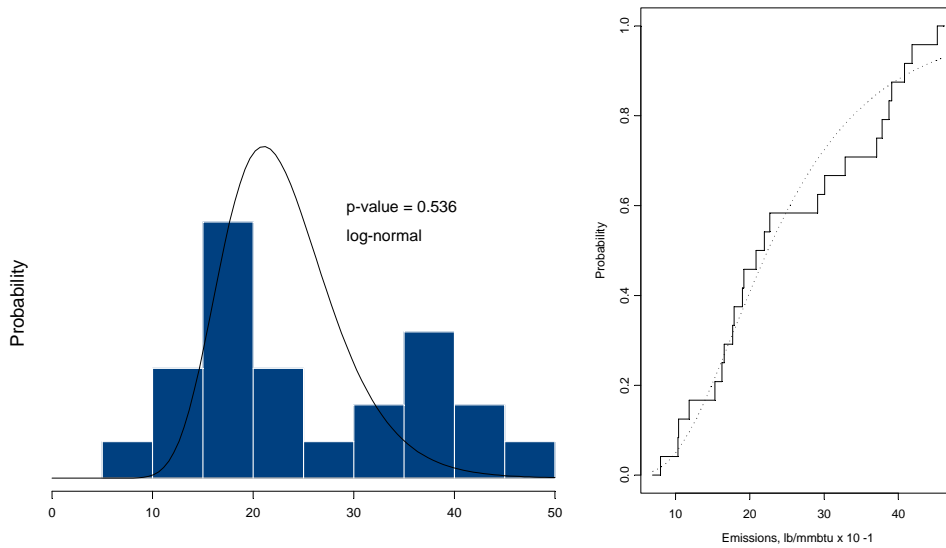 Probability
p-value = 0.536
log-normal
0 10 20 30 40 50
Probability
1.0
0.8
0.6
0.4
0.2
0.0
10 20 30 40
Emissions, lb/mmbtu x 10 -1